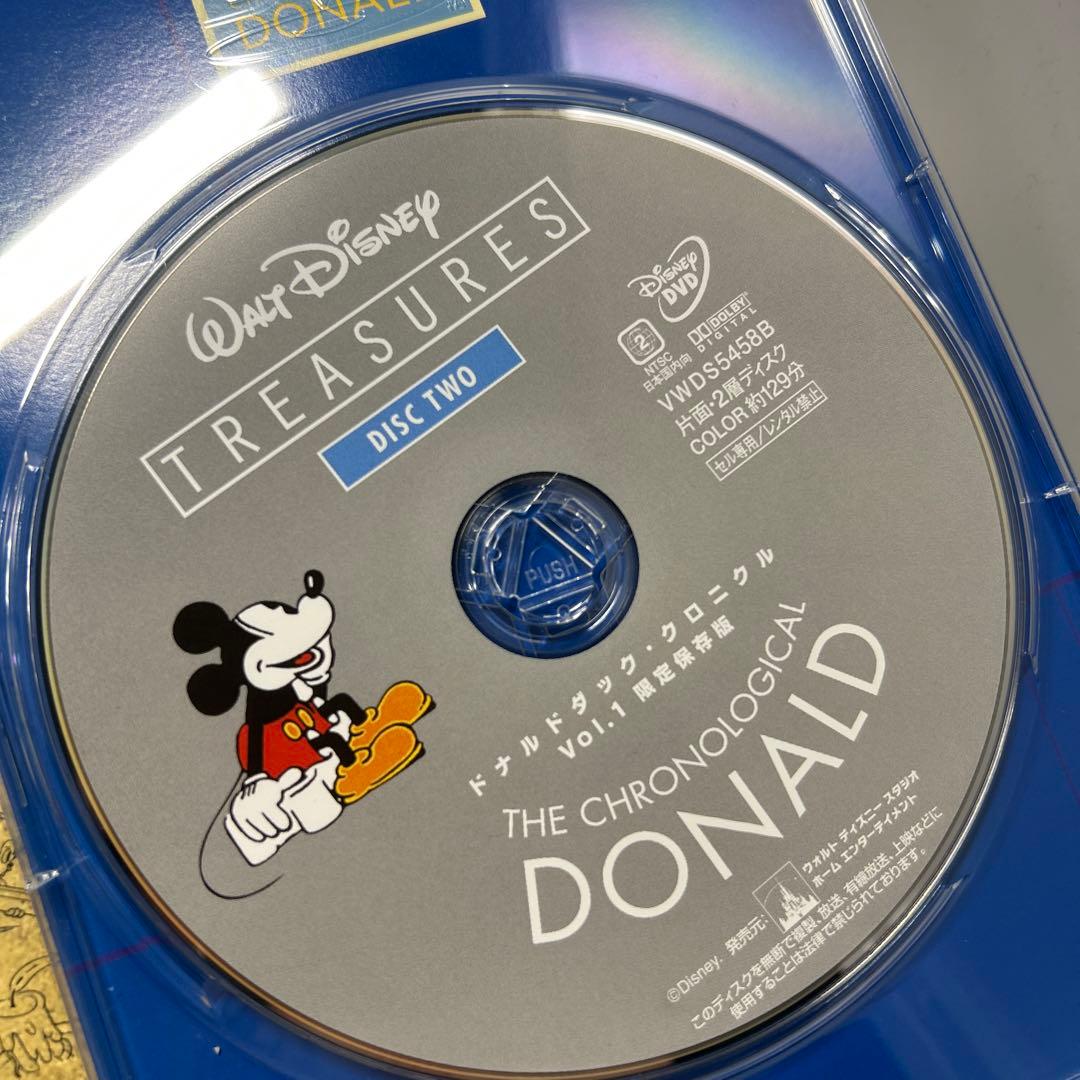 DONALD
WALT DISNEY
TREASURES
DISC TWO
DISNEY
DVD
2
NTSC
日本国内向
DOLBY
DIGITAL
VWDS5458B
片面・2層ディスク
COLOR 約129分
セル専用/レンタル禁止
PUSH
ドナルドダック・クロニクル
Vol.1 限定保存版
THE CHRONOLOGICAL
DONALD
©Disney. 発売元:
ウォルト ディズニー スタジオ
ホーム エンターテイメント
このディスクを無断で複製、放送、有線放送、上映などに
使用することは法律で禁じられております。